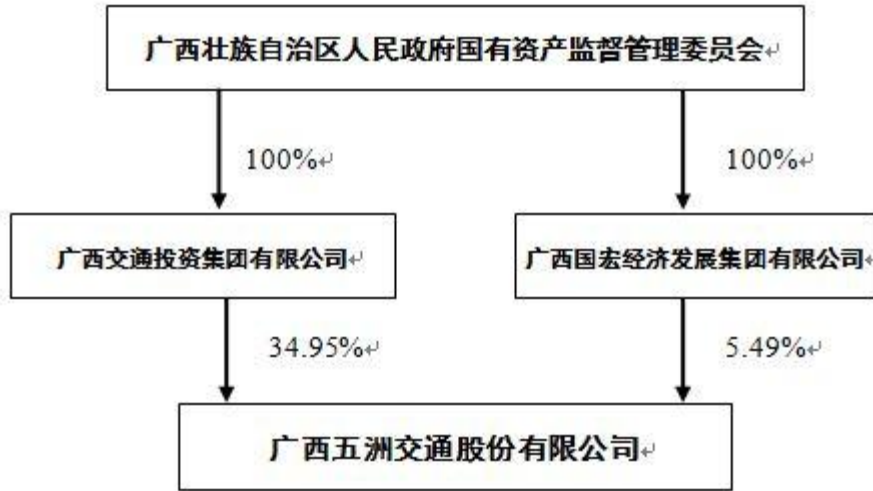 广西壮族自治区人民政府国有资产监督管理委员会
100%
100%
广西交通投资集团有限公司
广西国宏经济发展集团有限公司
34.95%
5.49%
广西五洲交通股份有限公司